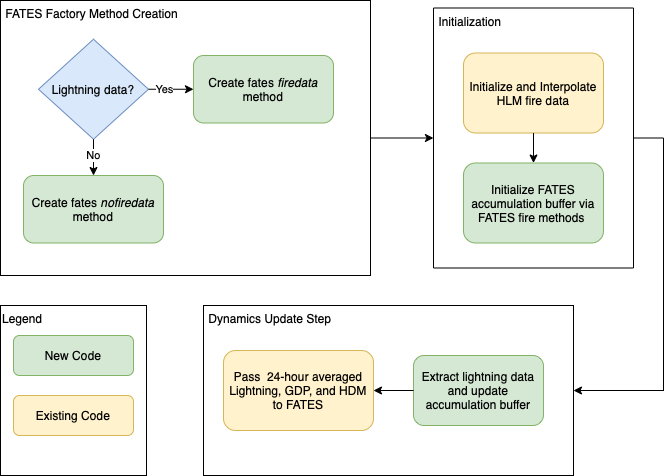 FATES Factory Method Creation
Lightning data?
Yes
Create fates firedata
method
No
Create fates nofiredata
method
Initialization
Initialize and Interpolate
HLM fire data
Initialize FATES
accumulation buffer via
FATES fire methods
Legend
New Code
Existing Code
Dynamics Update Step
Pass 24-hour averaged
Lightning, GDP, and HDM
to FATES
Extract lightning data
and update
accumulation buffer